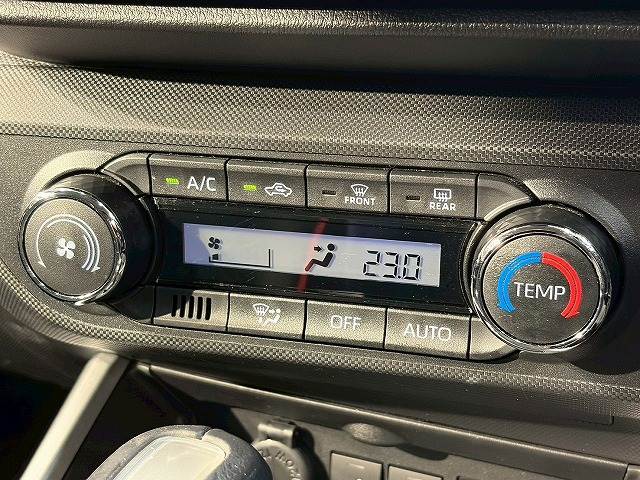 A/C
FRONT
REAR
23.0
TEMP
OFF
AUTO